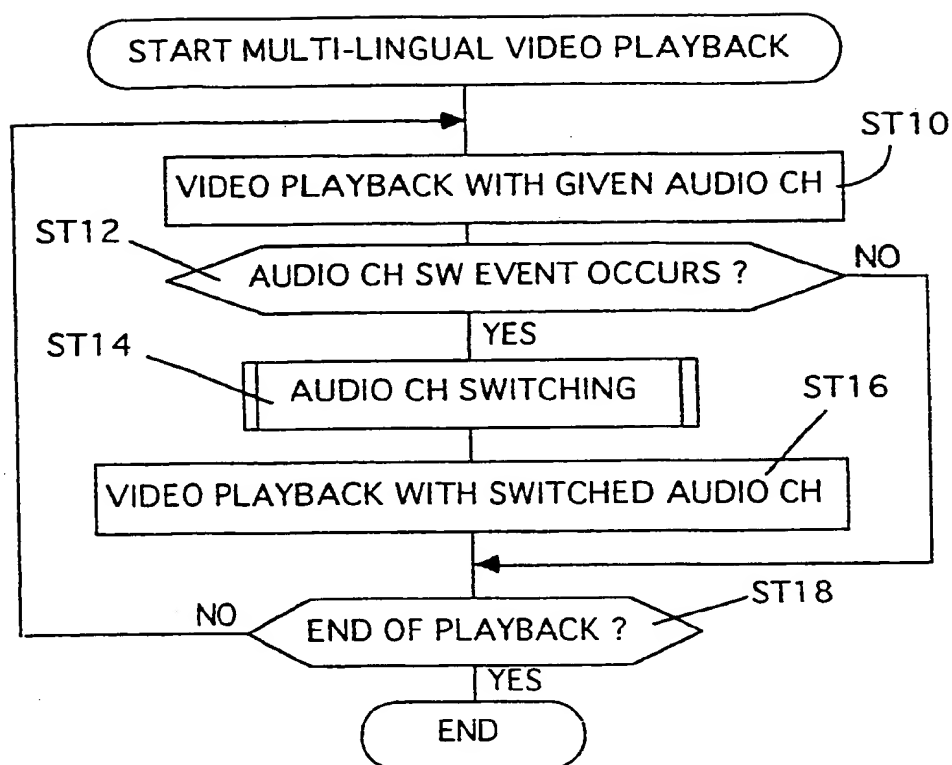 START MULTI-LINGUAL VIDEO PLAYBACK
ST10
VIDEO PLAYBACK WITH GIVEN AUDIO CH
ST12
AUDIO CH SW EVENT OCCURS ?
NO
YES
ST14
AUDIO CH SWITCHING
ST16
VIDEO PLAYBACK WITH SWITCHED AUDIO CH
ST18
NO
END OF PLAYBACK ?
YES
END